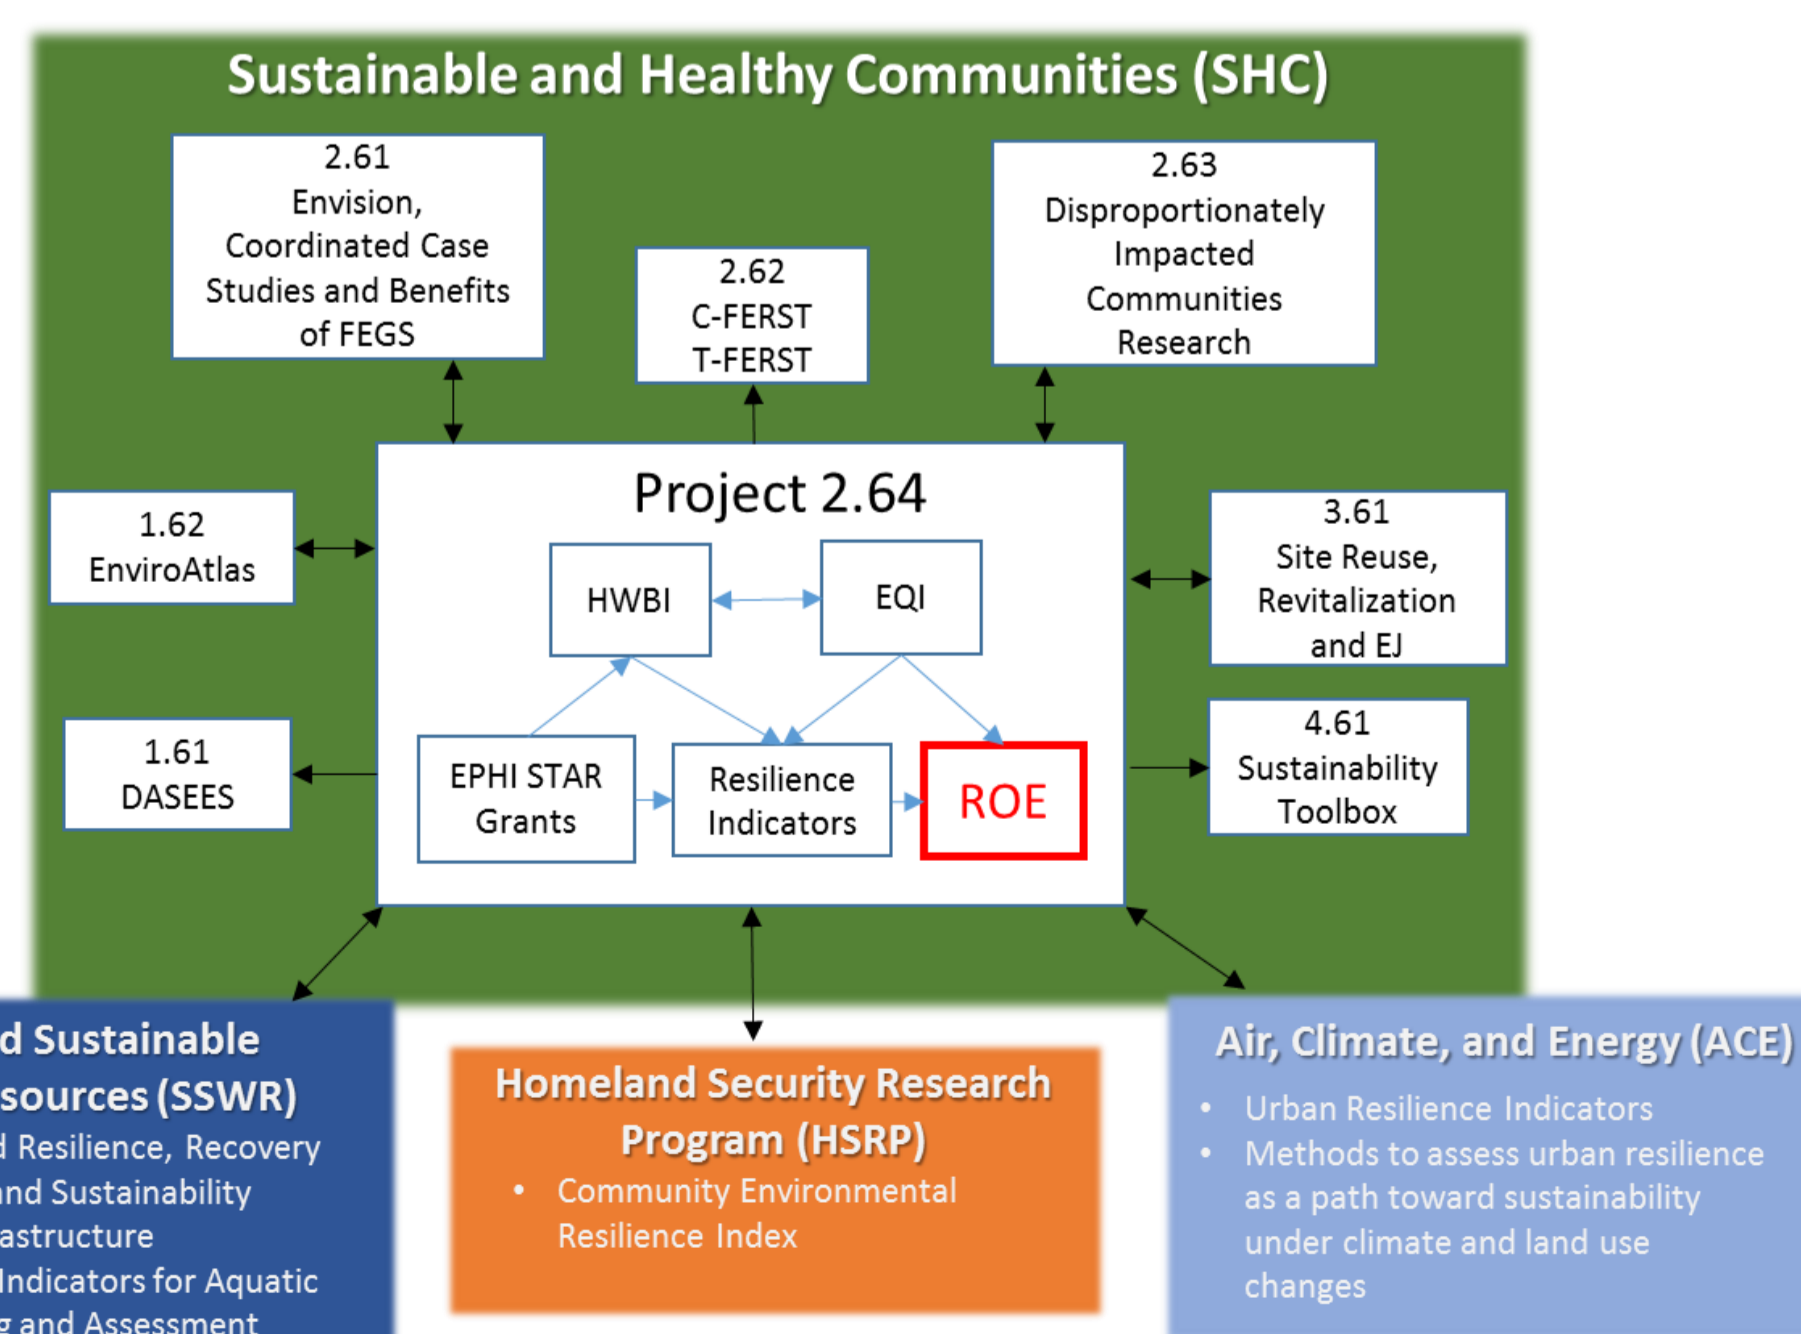 Sustainable and Healthy Communities (SHC)
2.61
Envision,
Coordinated Case
Studies and Benefits
of FEGS
2.62
C-FERST
T-FERST
2.63
Disproportionately
Impacted
Communities
Research
Project 2.64
1.62
EnviroAtlas
HWBI
EQI
3.61
Site Reuse,
Revitalization
and EJ
1.61
DASEES
EPHI STAR
Grants
Resilience
Indicators
ROE
4.61
Sustainability
Toolbox
Sustainable
(SSWR)
Resilience, Recovery
and Sustainability
Indicators for Aquatic
and Assessment
Homeland Security Research
Program (HSRP)
• Community Environmental
Resilience Index
Air, Climate, and Energy (ACE)
• Urban Resilience Indicators
• Methods to assess urban resilience
as a path toward sustainability
under climate and land use
changes